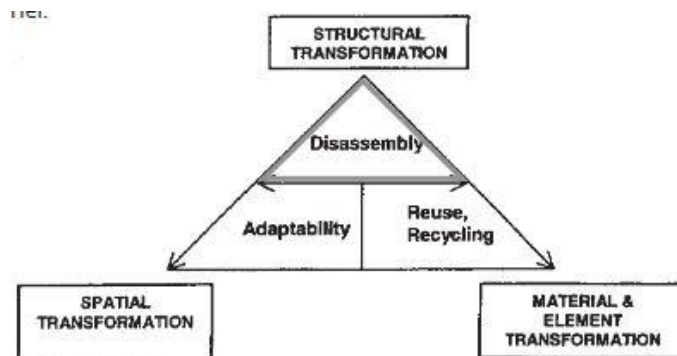 STRUCTURAL
TRANSFORMATION
Disassembly
Adaptability
Reuse,
Recycling
SPATIAL
TRANSFORMATION
MATERIAL &
ELEMENT
TRANSFORMATION